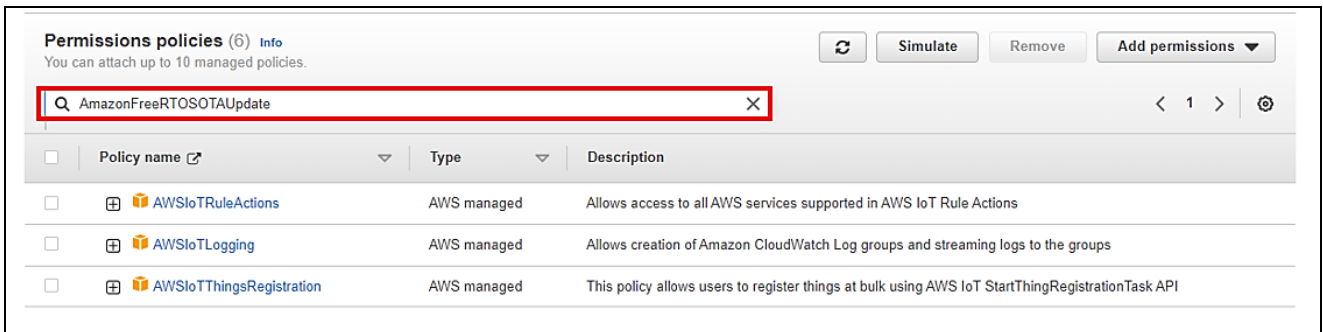 Permissions policies (6) Info
You can attach up to 10 managed policies.
Simulate
Remove
Add permissions
AmazonFreeRTOSOTAUpdate
1
Policy name Type Description
AWSIoTRuleActions AWS managed Allows access to all AWS services supported in AWS IoT Rule Actions
AWSIoTLogging AWS managed Allows creation of Amazon CloudWatch Log groups and streaming logs to the groups
AWSIoTThingsRegistration AWS managed This policy allows users to register things at bulk using AWS IoT StartThingRegistrationTask API